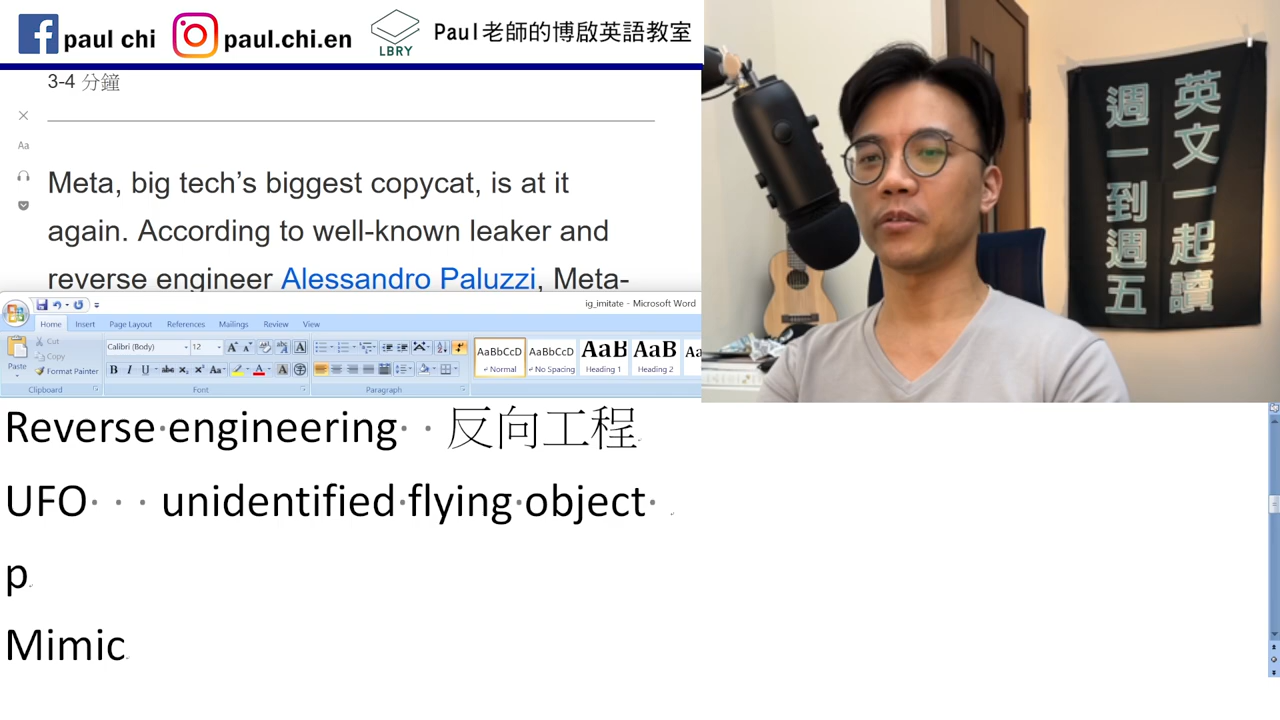 paul chi paul.chi.en LBRY Paul老師的博啟英語教室
3-4 分鐘
Aa
Meta, big tech's biggest copycat, is at it
again. According to well-known leaker and
reverse engineer Alessandro Paluzzi, Meta-
ig_imitate - Microsoft Word
Home Insert Page Layout References Mailings Review View
Cut
Copy
Format Painter
Paste
Clipboard
Calibri (Body) 12
Font
Paragraph
AaBbCcD AaBbCcD AaBbC AaBbC Aa
Normal No Spacing Heading 1 Heading 2
Reverse engineering 反向工程
UFO unidentified flying object
p
Mimic
英文一起讀
週一到週五